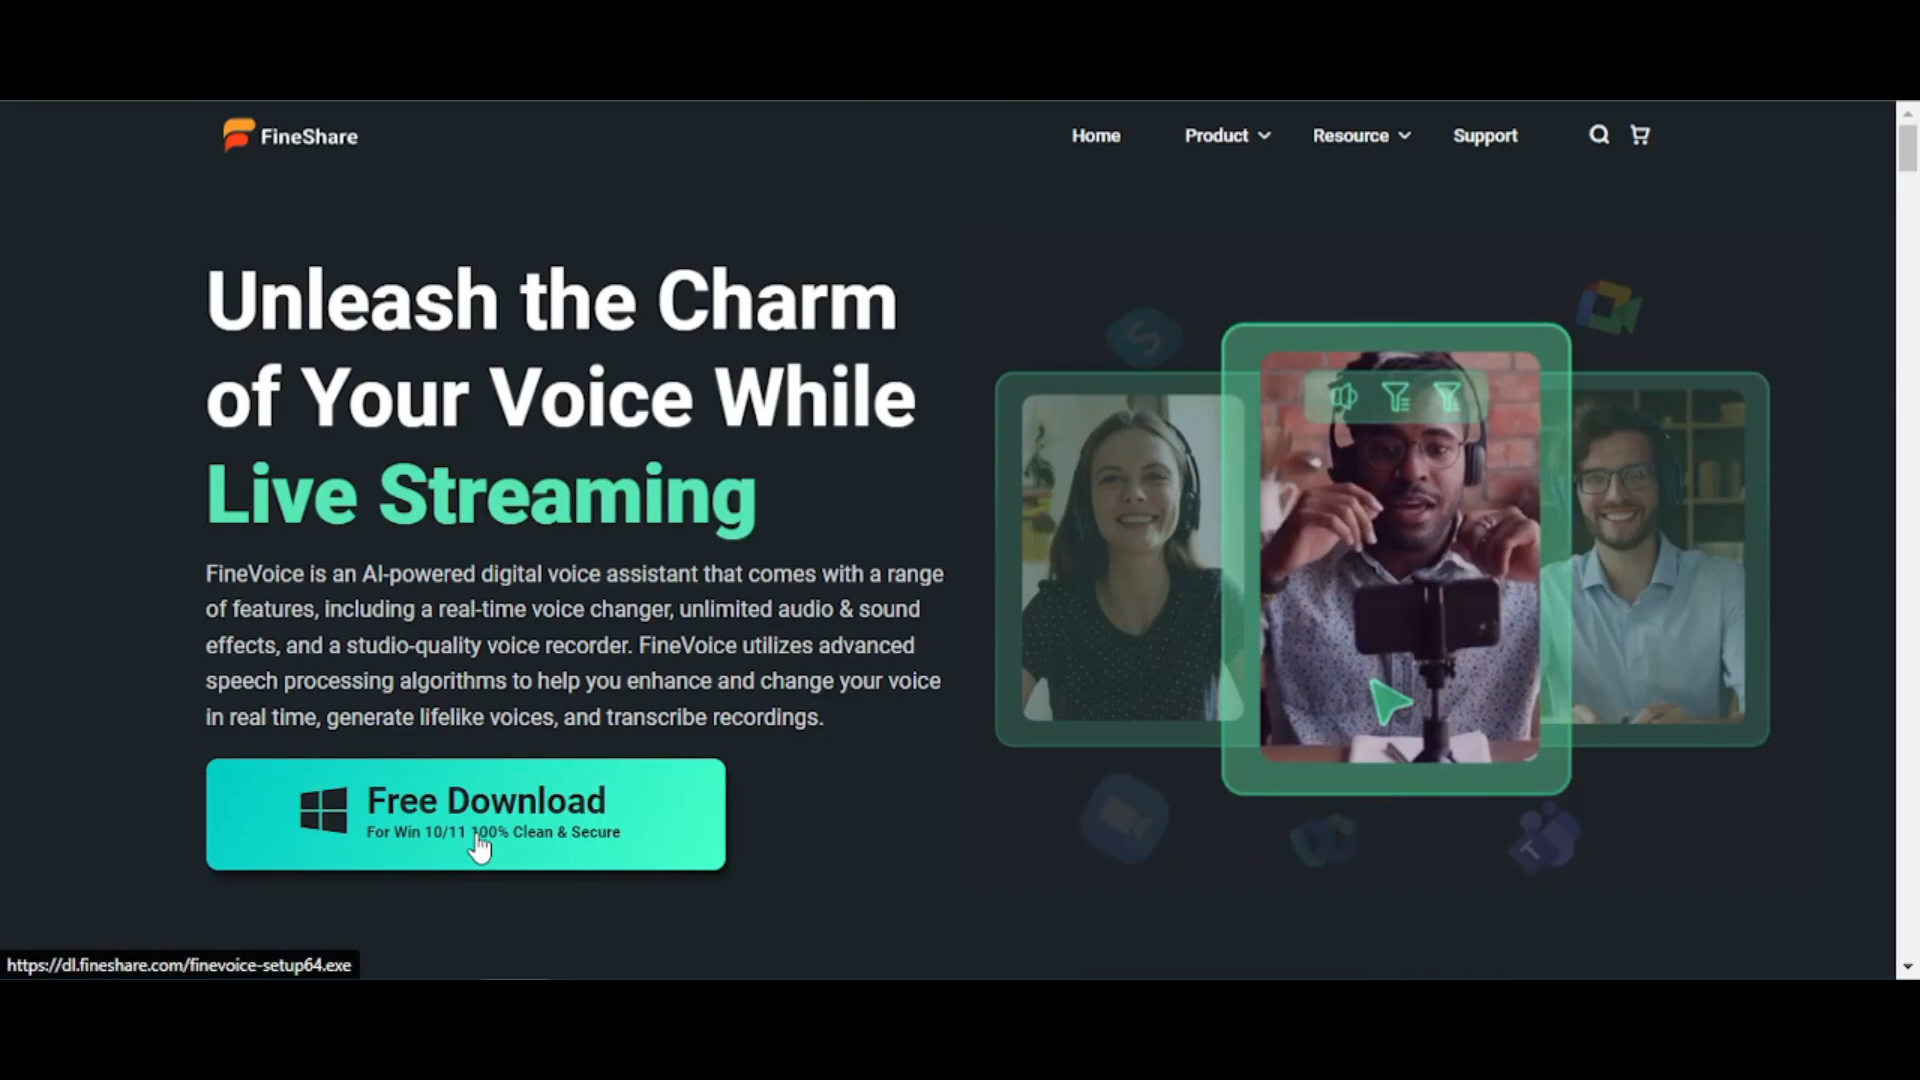 FineShare
Home
Product
Resource
Support
Unleash the Charm
of Your Voice While
Live Streaming
FineVoice is an AI-powered digital voice assistant that comes with a range
of features, including a real-time voice changer, unlimited audio & sound
effects, and a studio-quality voice recorder. FineVoice utilizes advanced
speech processing algorithms to help you enhance and change your voice
in real time, generate lifelike voices, and transcribe recordings.
Free Download
For Win 10/11 100% Clean & Secure
S
T
https://dl.fineshare.com/finevoice-setup64.exe